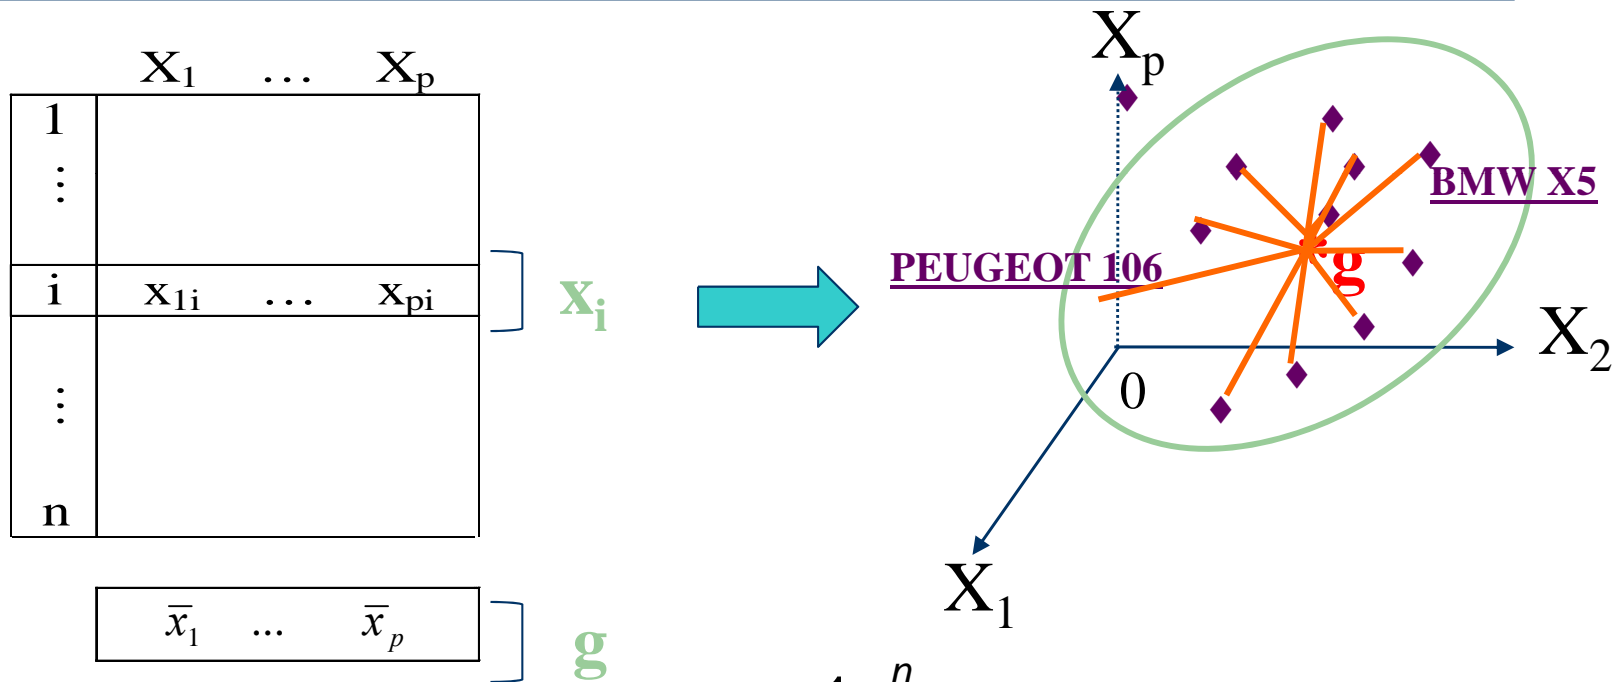 X₁ … Xₚ
1
⋮
i x₁ᵢ … xₚᵢ
xᵢ
⋮
n
x̅₁ ... x̅ₚ
g
Xₚ
BMW X5
PEUGEOT 106
g
X₂
0
X₁
n